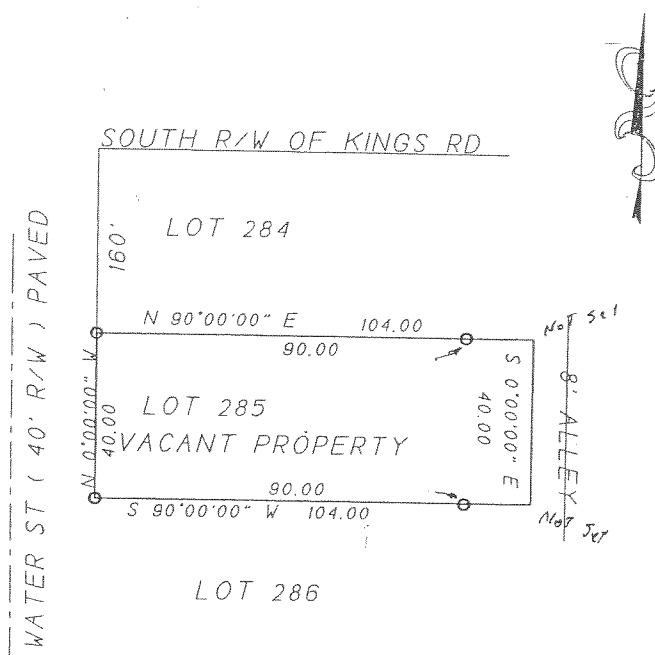 SOUTH R/W OF KINGS RD
LOT 284
160'
WATER ST ( 40' R/W ) PAVED
N 90°00'00" E 104.00
90.00
Not Set
N 0°00'00" W
40.00
LOT 285
VACANT PROPERTY
S 0°00'00" E
40.00
8' ALLEY
90.00
S 90°00'00" W 104.00
Not Set
LOT 286